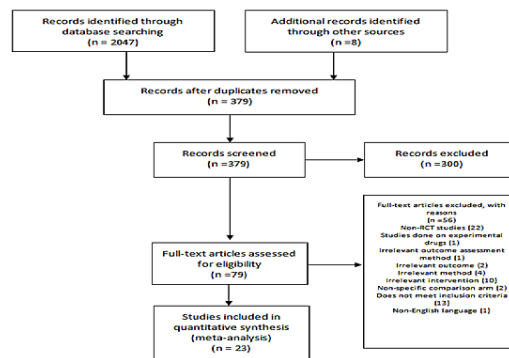 Records identified through
database searching
(n = 2047)
Additional records identified
through other sources
(n =8)
Records after duplicates removed
(n = 379)
Records screened
(n =379)
Records excluded
(n =300)
Full-text articles assessed
for eligibility
(n =79)
Full-text articles excluded, with
reasons
(n =56)
Non-RCT studies (22)
Studies done on experimental
drugs (1)
Irrelevant outcome assessment
method (1)
Irrelevant outcome (2)
Irrelevant method (4)
Irrelevant intervention (10)
Non-specific comparison arm (2)
Does not meet inclusion criteria
(13)
Non-English language (1)
Studies included in
quantitative synthesis
(meta-analysis)
(n = 23)